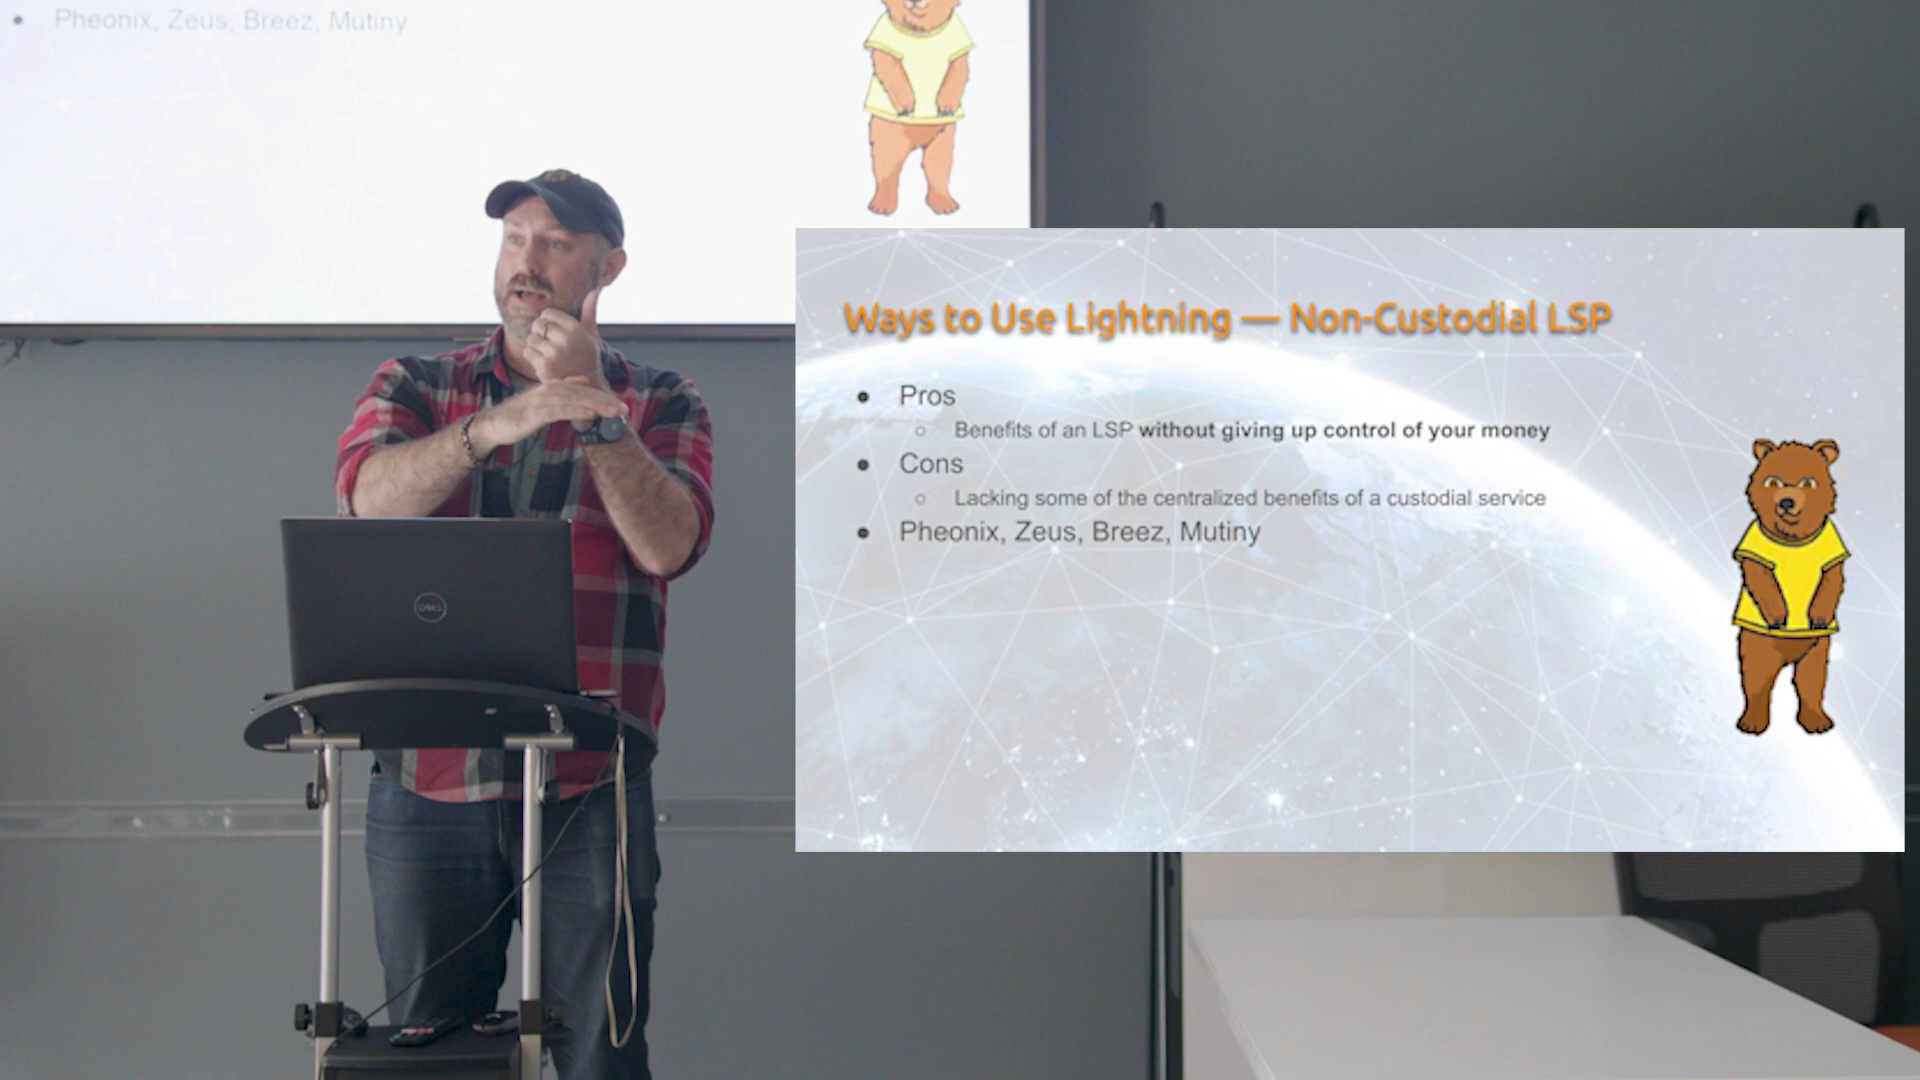 Pheonix, Zeus, Breez, Mutiny
Ways to Use Lightning — Non-Custodial LSP
Pros
Benefits of an LSP without giving up control of your money
Cons
Lacking some of the centralized benefits of a custodial service
Pheonix, Zeus, Breez, Mutiny
DELL